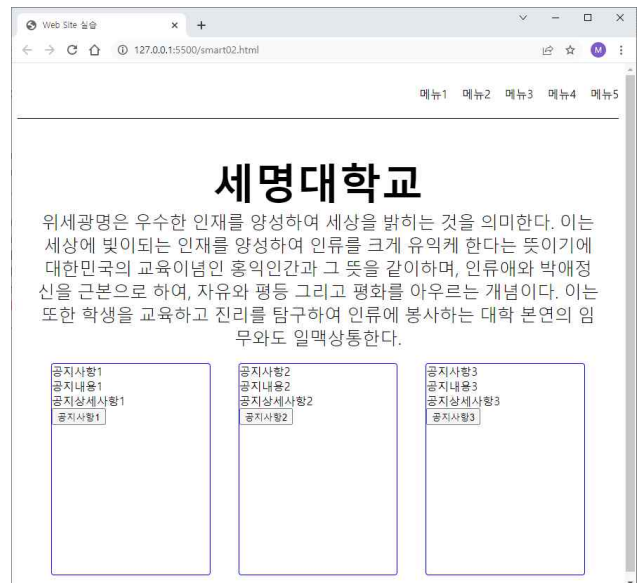 Web Site 실습
127.0.0.1:5500/smart02.html
M
메뉴1 메뉴2 메뉴3 메뉴4 메뉴5
세명대학교
위세광명은 우수한 인재를 양성하여 세상을 밝히는 것을 의미한다. 이는
세상에 빛이되는 인재를 양성하여 인류를 크게 유익케 한다는 뜻이기에
대한민국의 교육이념인 홍익인간과 그 뜻을 같이하며, 인류애와 박애정
신을 근본으로 하여, 자유와 평등 그리고 평화를 아우르는 개념이다. 이는
또한 학생을 교육하고 진리를 탐구하여 인류에 봉사하는 대학 본연의 임
무와도 일맥상통한다.
공지사항1
공지내용1
공지상세사항1
공지사항1
공지사항2
공지내용2
공지상세사항2
공지사항2
공지사항3
공지내용3
공지상세사항3
공지사항3